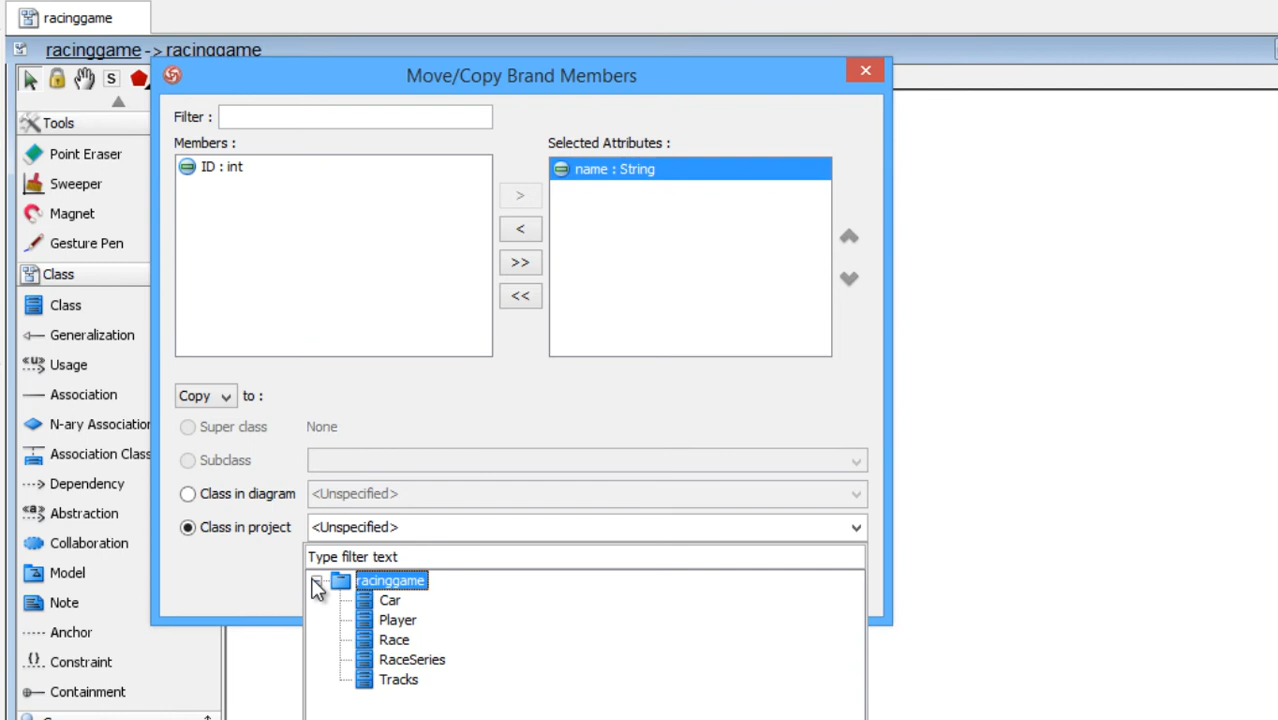 racinggame
racinggame -> racinggame
Move/Copy Brand Members
S
Filter :
Members :
Selected Attributes :
ID : int
name : String
>
<
>>
<<
Tools
Point Eraser
Sweeper
Magnet
Gesture Pen
Class
Class
Generalization
Usage
Association
N-ary Association
Association Class
Dependency
Abstraction
Collaboration
Model
Note
Anchor
Constraint
Containment
Copy to :
Super class None
Subclass
Class in diagram <Unspecified>
Class in project <Unspecified>
Type filter text
racinggame
Car
Player
Race
RaceSeries
Tracks